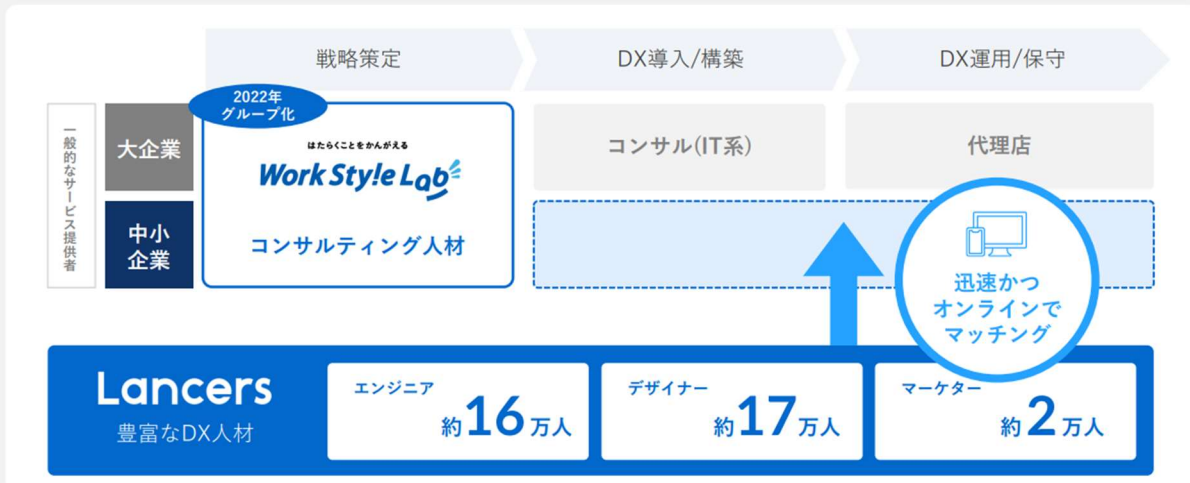 戦略策定
DX導入/構築
DX運用/保守
一般的なサービス提供者
大企業
中小
企業
2022年
グループ化
はたらくことをかんがえる
Work Sty!e Lab
コンサルティング人材
コンサル(IT系)
代理店
迅速かつ
オンラインで
マッチング
Lancers
豊富なDX人材
エンジニア
約16万人
デザイナー
約17万人
マーケター
約2万人